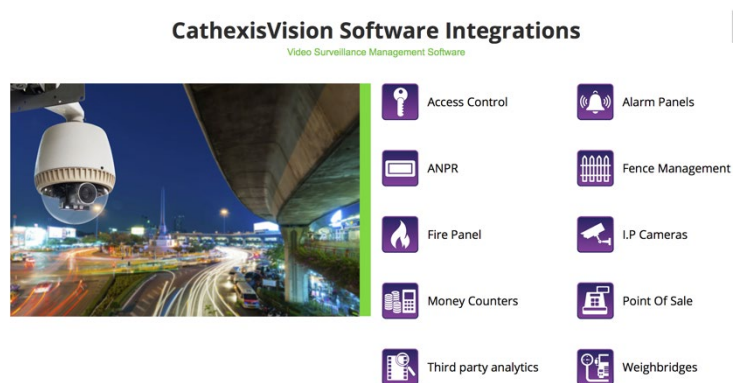 CathexisVision Software Integrations
Video Surveillance Management Software
Access Control
Alarm Panels
ANPR
Fence Management
Fire Panel
I.P Cameras
Money Counters
Point Of Sale
Third party analytics
Weighbridges